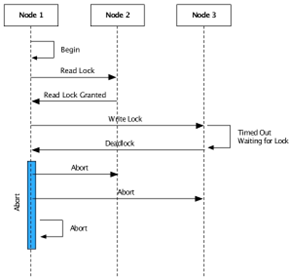 Node 1 Node 2 Node 3
Begin
Read Lock
Read Lock Granted
Write Lock
Timed Out
Waiting for Lock
Deadlock
Abort
Abort
Abort
Abort